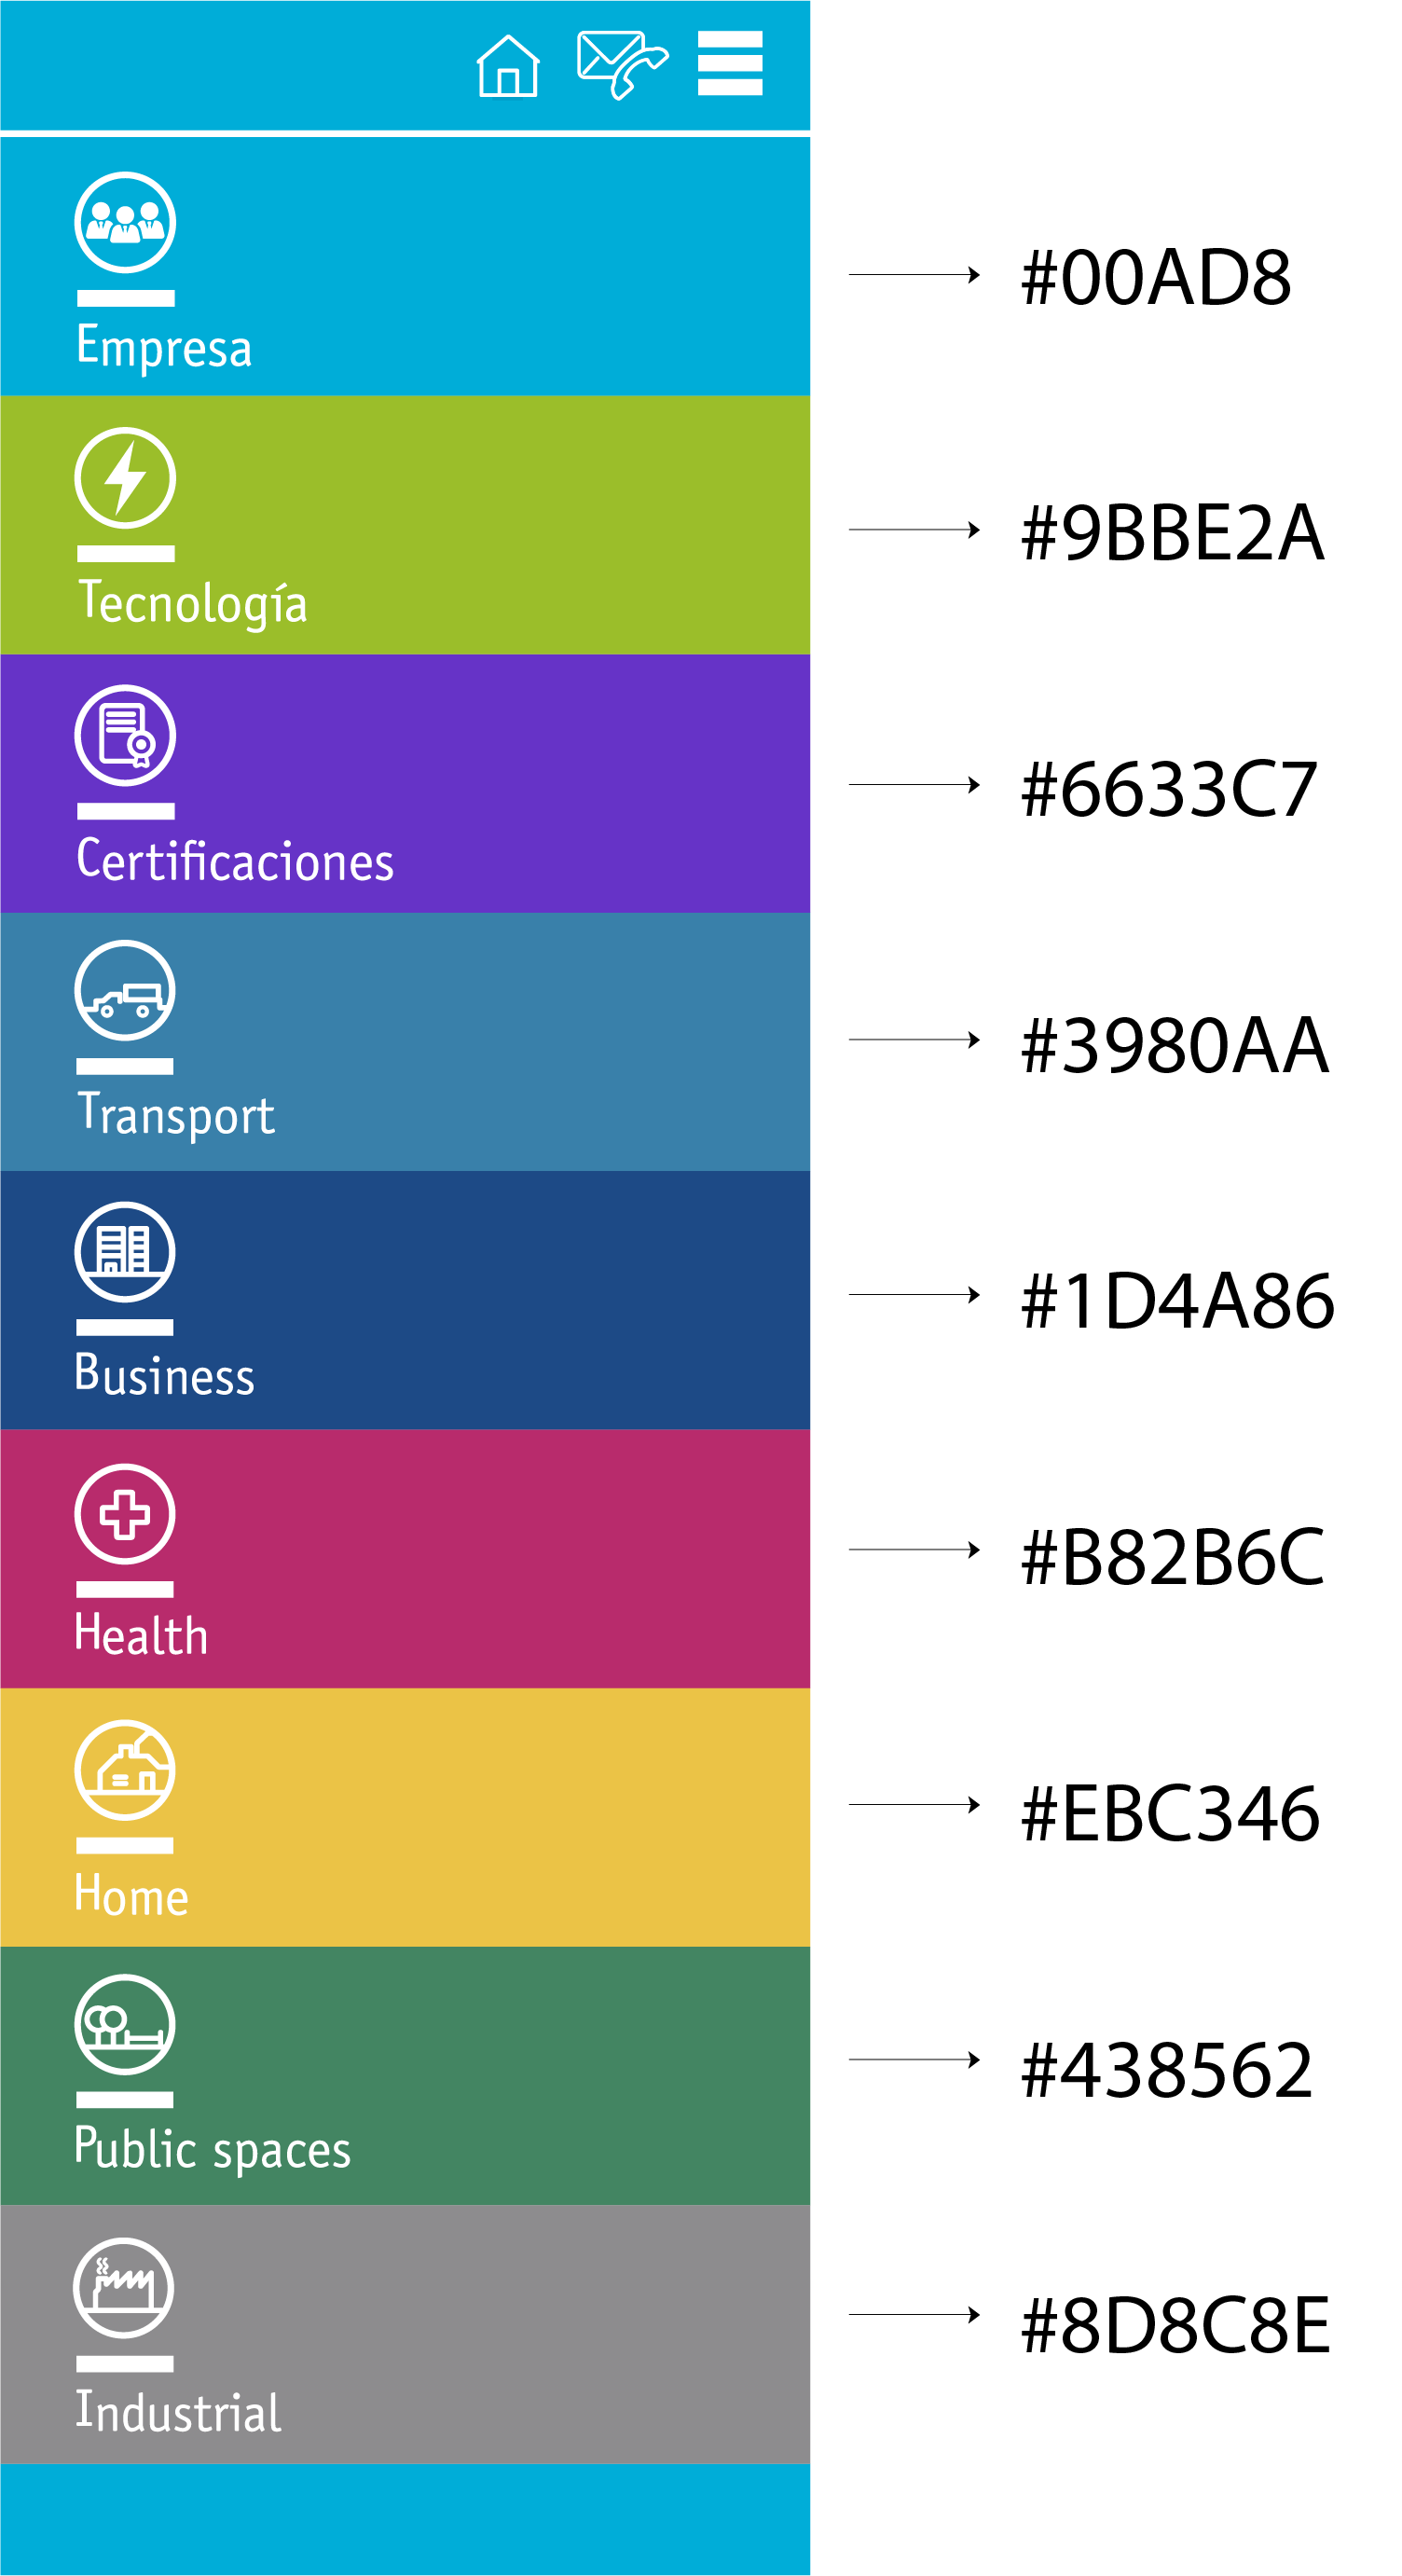 Empresa
#00AD8
Tecnología
#9BBE2A
Certificaciones
#6633C7
Transport
#3980AA
Business
#1D4A86
Health
#B82B6C
Home
#EBC346
Public spaces
#438562
Industrial
#8D8C8E